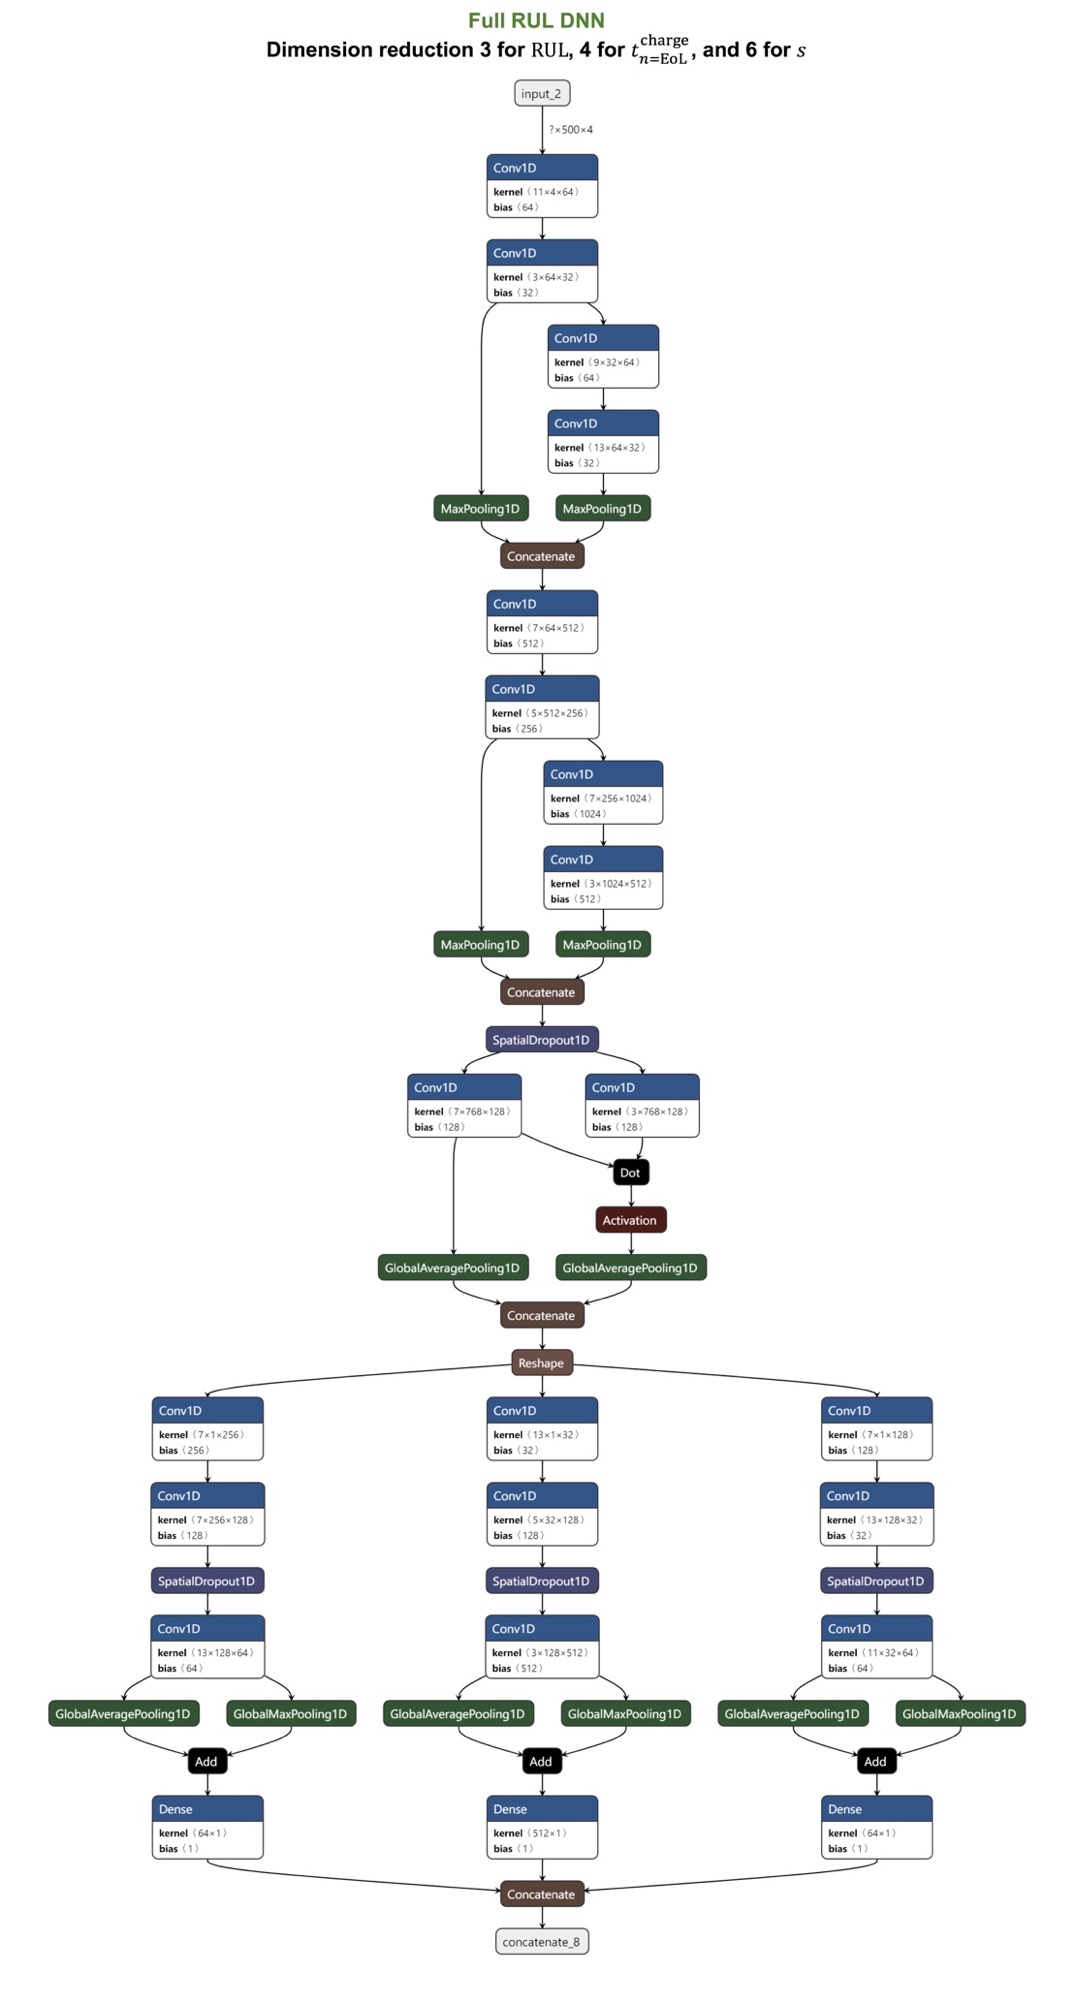 Full RUL DNN
Dimension reduction 3 for RUL, 4 for t_{n=EoL}^{charge}, and 6 for s
input_2
?×500×4
Conv1D
kernel ⟨11×4×64⟩
bias ⟨64⟩
Conv1D
kernel ⟨3×64×32⟩
bias ⟨32⟩
Conv1D
kernel ⟨9×32×64⟩
bias ⟨64⟩
Conv1D
kernel ⟨13×64×32⟩
bias ⟨32⟩
MaxPooling1D
MaxPooling1D
Concatenate
Conv1D
kernel ⟨7×64×512⟩
bias ⟨512⟩
Conv1D
kernel ⟨5×512×256⟩
bias ⟨256⟩
Conv1D
kernel ⟨7×256×1024⟩
bias ⟨1024⟩
Conv1D
kernel ⟨3×1024×512⟩
bias ⟨512⟩
MaxPooling1D
MaxPooling1D
Concatenate
SpatialDropout1D
Conv1D
kernel ⟨7×768×128⟩
bias ⟨128⟩
Conv1D
kernel ⟨3×768×128⟩
bias ⟨128⟩
Dot
Activation
GlobalAveragePooling1D
GlobalAveragePooling1D
Concatenate
Reshape
Conv1D
kernel ⟨7×1×256⟩
bias ⟨256⟩
Conv1D
kernel ⟨13×1×32⟩
bias ⟨32⟩
Conv1D
kernel ⟨7×1×128⟩
bias ⟨128⟩
Conv1D
kernel ⟨7×256×128⟩
bias ⟨128⟩
Conv1D
kernel ⟨5×32×128⟩
bias ⟨128⟩
Conv1D
kernel ⟨13×128×32⟩
bias ⟨32⟩
SpatialDropout1D
SpatialDropout1D
SpatialDropout1D
Conv1D
kernel ⟨13×128×64⟩
bias ⟨64⟩
Conv1D
kernel ⟨3×128×512⟩
bias ⟨512⟩
Conv1D
kernel ⟨11×32×64⟩
bias ⟨64⟩
GlobalAveragePooling1D
GlobalMaxPooling1D
GlobalAveragePooling1D
GlobalMaxPooling1D
GlobalAveragePooling1D
GlobalMaxPooling1D
Add
Add
Add
Dense
kernel ⟨64×1⟩
bias ⟨1⟩
Dense
kernel ⟨512×1⟩
bias ⟨1⟩
Dense
kernel ⟨64×1⟩
bias ⟨1⟩
Concatenate
concatenate_8